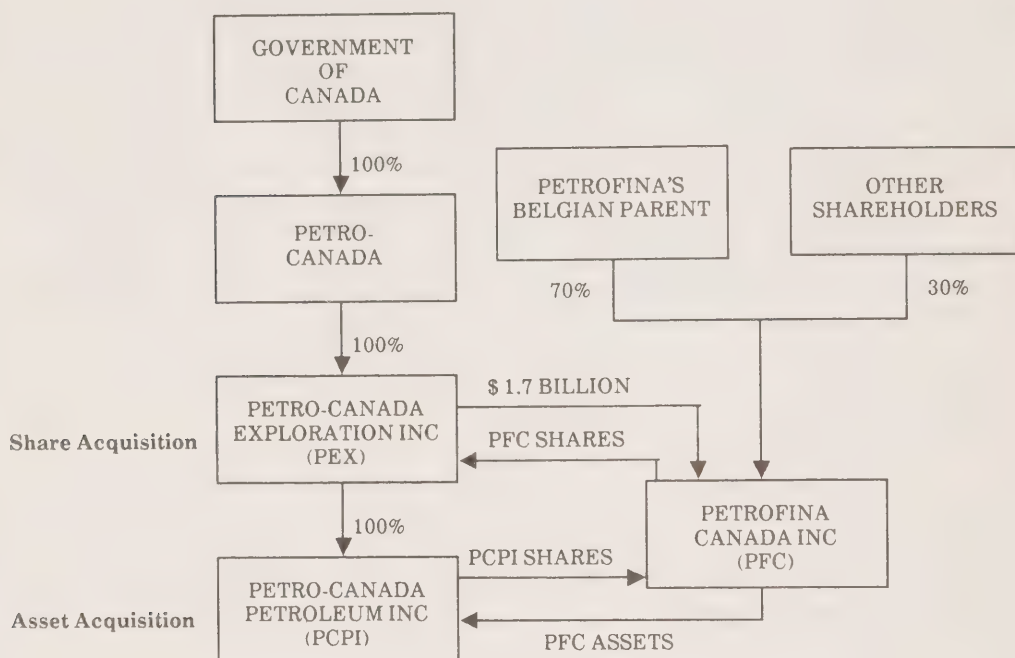 GOVERNMENT
OF
CANADA
100%
PETRO-
CANADA
PETROFINA'S
BELGIAN PARENT
OTHER
SHAREHOLDERS
70%
30%
100%
$ 1.7 BILLION
Share Acquisition
PETRO-CANADA
EXPLORATION INC
(PEX)
PFC SHARES
PETROFINA
CANADA INC
(PFC)
100%
PCPI SHARES
Asset Acquisition
PETRO-CANADA
PETROLEUM INC
(PCPI)
PFC ASSETS